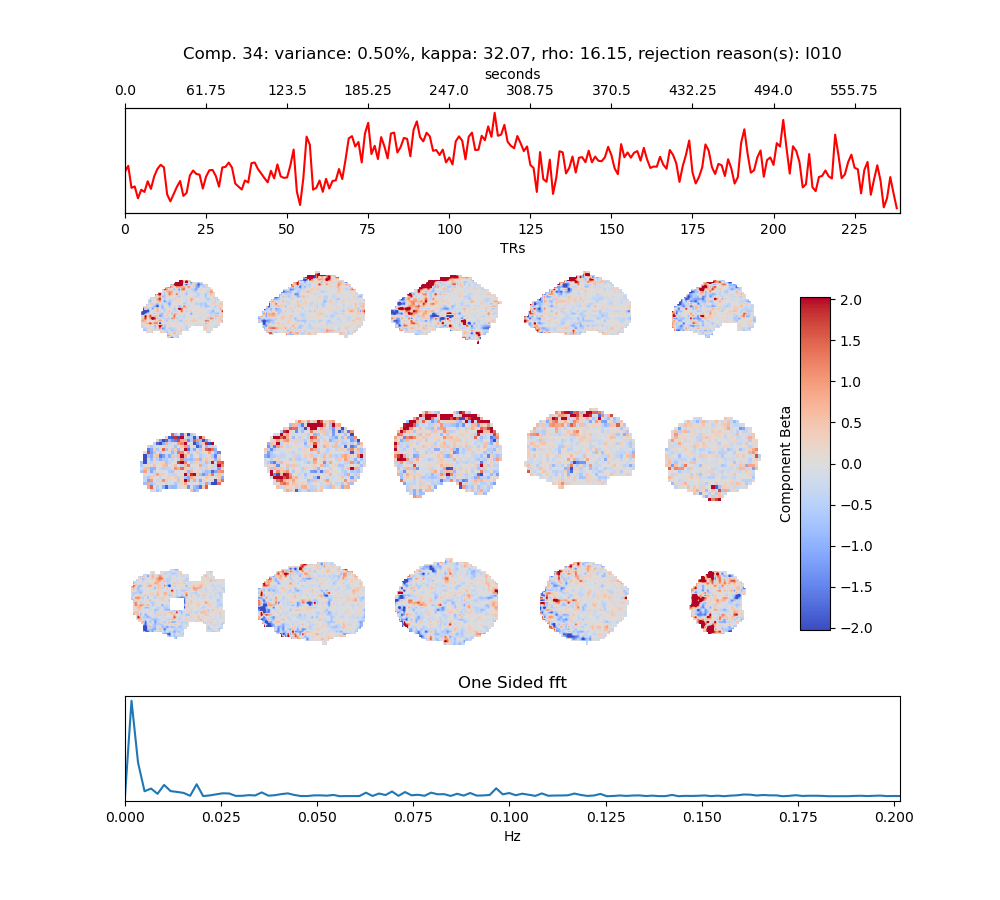 Comp. 34: variance: 0.50%, kappa: 32.07, rho: 16.15, rejection reason(s): I010
seconds
0.0 61.75 123.5 185.25 247.0 308.75 370.5 432.25 494.0 555.75
0 25 50 75 100 125 150 175 200 225
TRs
2.0
1.5
1.0
0.5
0.0
−0.5
−1.0
−1.5
−2.0
Component Beta
One Sided fft
0.000 0.025 0.050 0.075 0.100 0.125 0.150 0.175 0.200
Hz